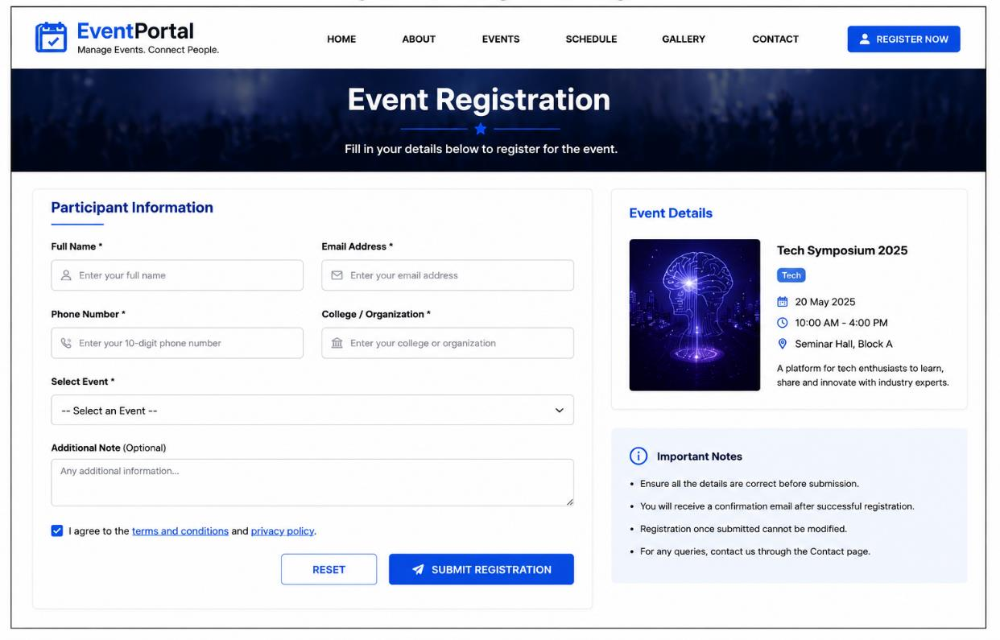 EventPortal
Manage Events. Connect People.
HOME
ABOUT
EVENTS
SCHEDULE
GALLERY
CONTACT
REGISTER NOW
Event Registration
Fill in your details below to register for the event.
Participant Information
Full Name *
Enter your full name
Email Address *
Enter your email address
Phone Number *
Enter your 10-digit phone number
College / Organization *
Enter your college or organization
Select Event *
-- Select an Event --
Additional Note (Optional)
Any additional information...
I agree to the terms and conditions and privacy policy.
RESET
SUBMIT REGISTRATION
Event Details
Tech Symposium 2025
Tech
20 May 2025
10:00 AM - 4:00 PM
Seminar Hall, Block A
A platform for tech enthusiasts to learn,
share and innovate with industry experts.
Important Notes
• Ensure all the details are correct before submission.
• You will receive a confirmation email after successful registration.
• Registration once submitted cannot be modified.
• For any queries, contact us through the Contact page.